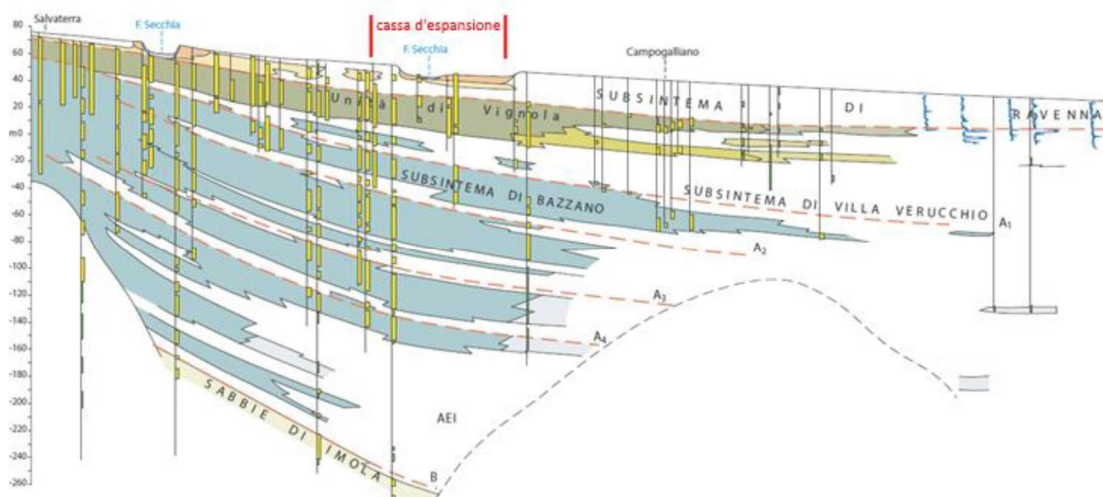 Salvaterra
F. Secchia
cassa d'espansione
F. Secchia
Campogalliano
80
60
40
20
m0
-20
-40
-60
-80
-100
-120
-140
-160
-180
-200
-220
-240
-260
SUBSINTEMA DI RAVENNA
Unità di Vignola
SUBSINTEMA DI BAZZANO
SUBSINTEMA DI VILLA VERUCCHIO
A1
A2
A3
A4
AEI
SABBIE DI IMOLA
B